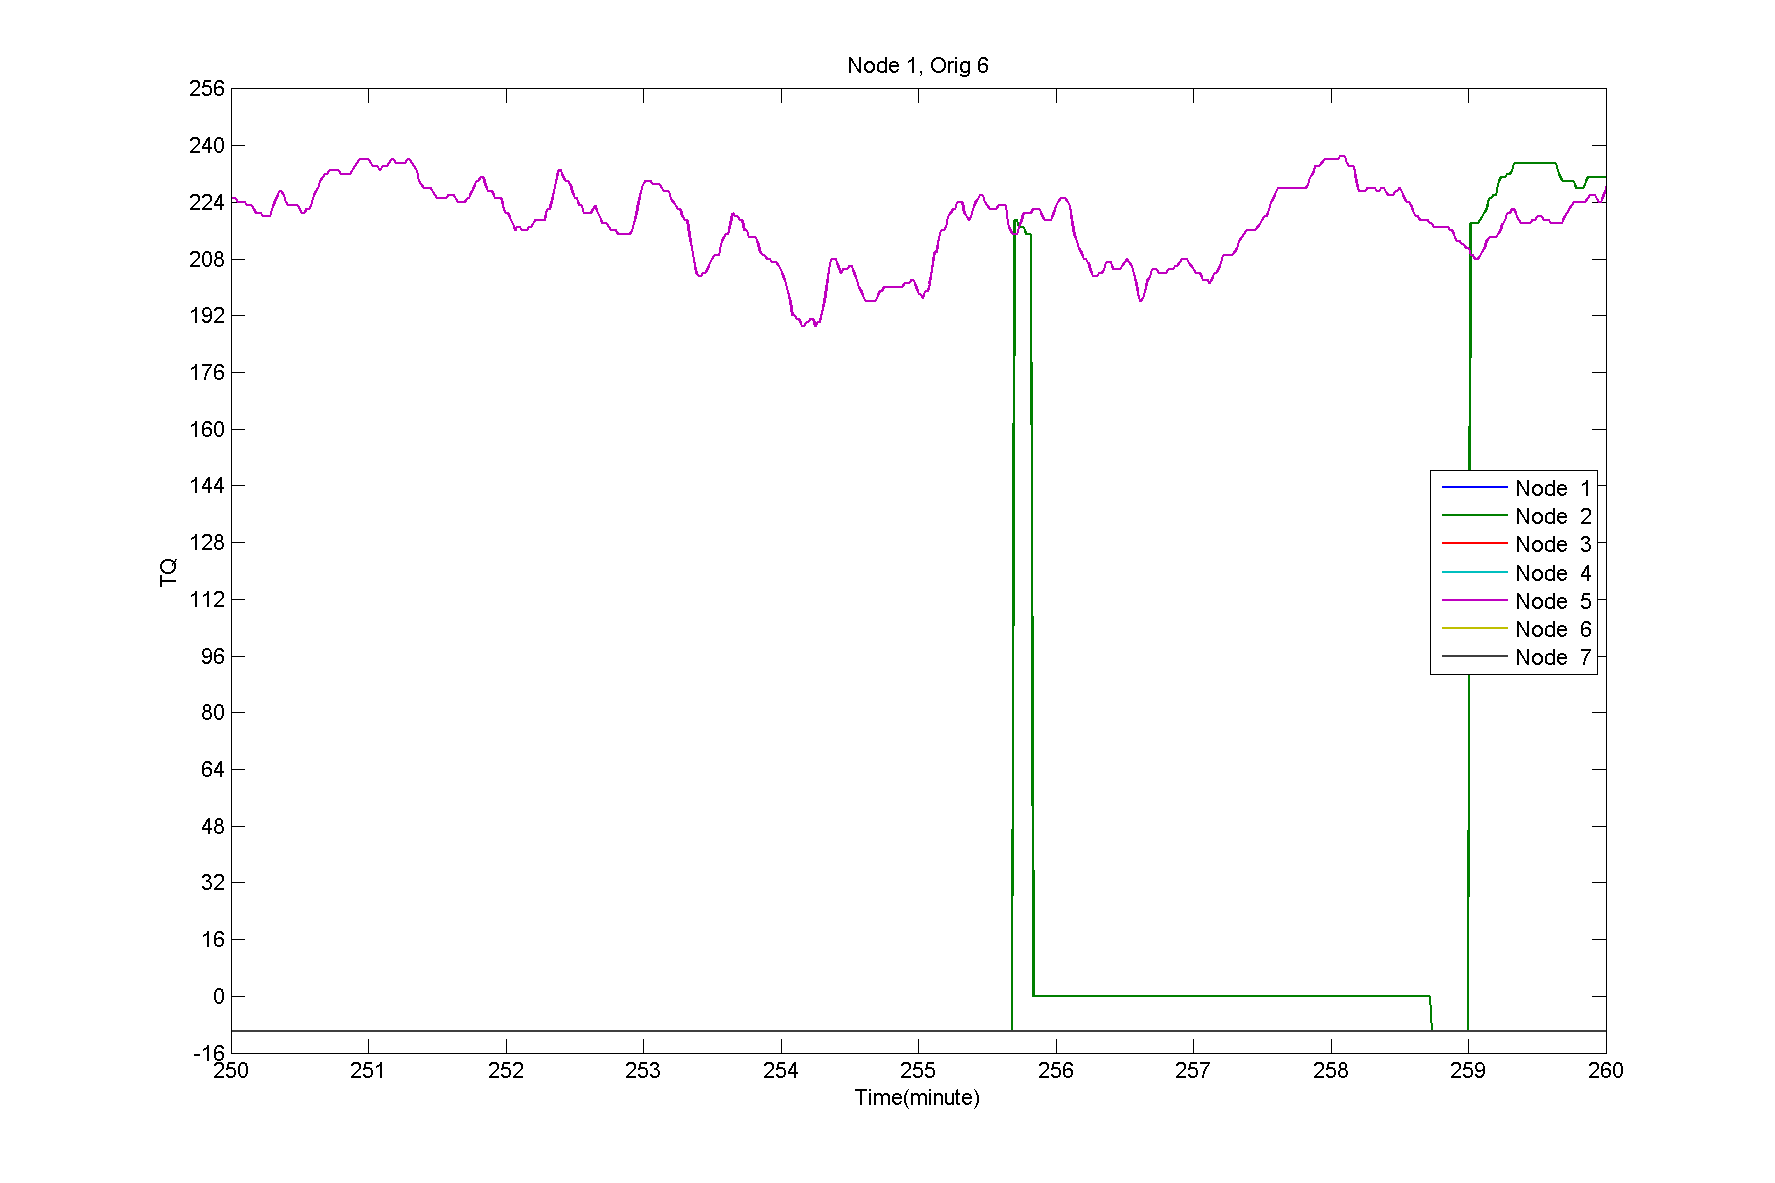 Node 1, Orig 6
256
240
224
208
192
176
160
144
128
112
96
80
64
48
32
16
0
-16
TQ
Node 1
Node 2
Node 3
Node 4
Node 5
Node 6
Node 7
250 251 252 253 254 255 256 257 258 259 260
Time(minute)